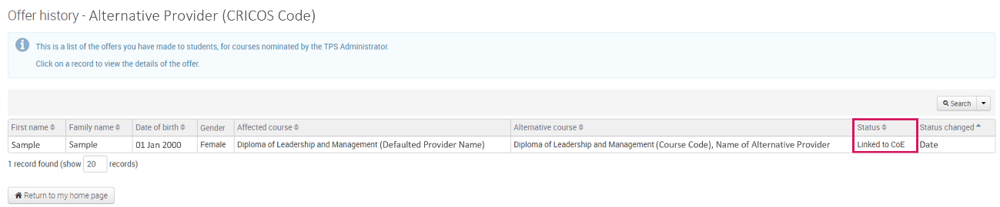 Offer history - Alternative Provider (CRICOS Code)
This is a list of the offers you have made to students, for courses nominated by the TPS Administrator.
Click on a record to view the details of the offer.
Search
First name Family name Date of birth Gender Affected course Alternative course Status Status changed
Sample Sample 01 Jan 2000 Female Diploma of Leadership and Management (Defaulted Provider Name) Diploma of Leadership and Management (Course Code), Name of Alternative Provider Linked to CoE Date
1 record found (show 20 records)
Return to my home page